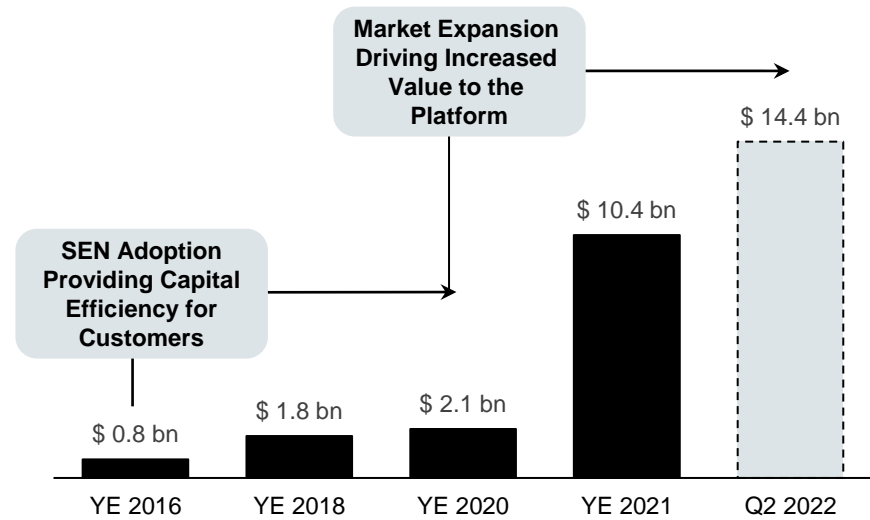 Market Expansion
Driving Increased
Value to the
Platform
$ 14.4 bn
$ 10.4 bn
SEN Adoption
Providing Capital
Efficiency for
Customers
$ 0.8 bn
$ 1.8 bn
$ 2.1 bn
YE 2016
YE 2018
YE 2020
YE 2021
Q2 2022